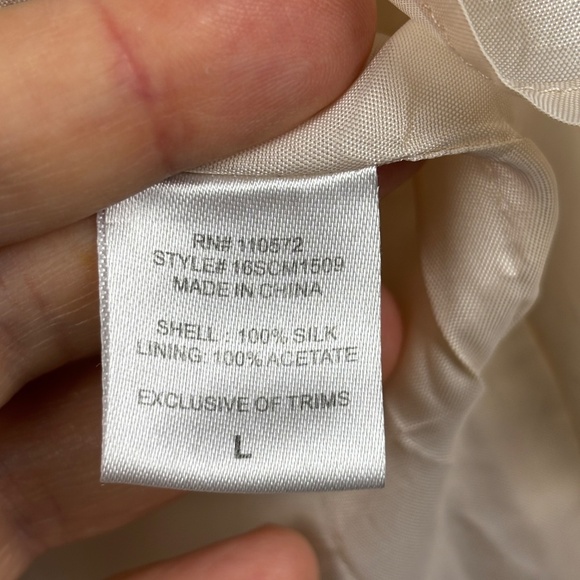 RN# 110572
STYLE# 16SCM1509
MADE IN CHINA
SHELL : 100% SILK
LINING: 100% ACETATE
EXCLUSIVE OF TRIMS
L